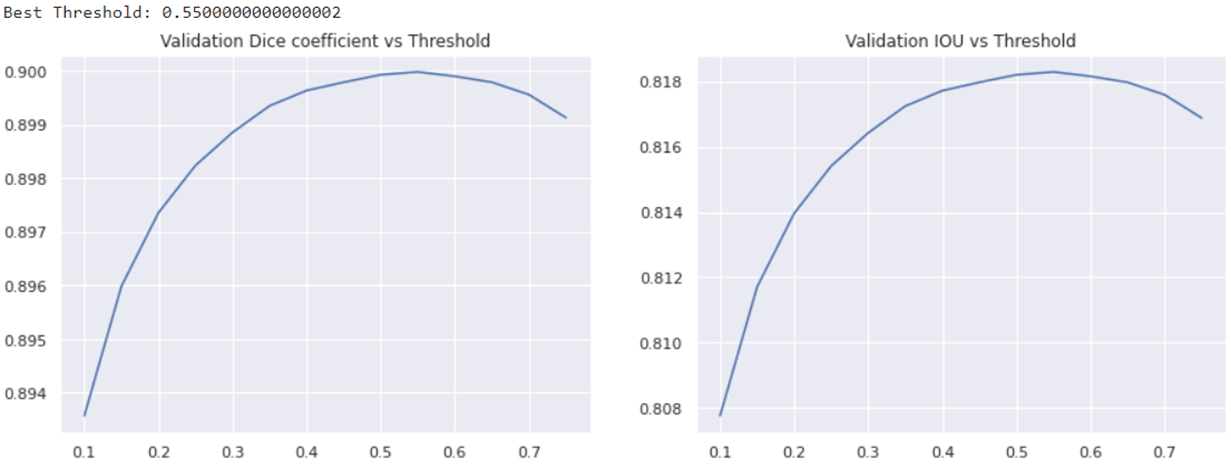 Best Threshold: 0.5500000000000002
Validation Dice coefficient vs Threshold
0.900
0.899
0.898
0.897
0.896
0.895
0.894
0.1 0.2 0.3 0.4 0.5 0.6 0.7
Validation IOU vs Threshold
0.818
0.816
0.814
0.812
0.810
0.808
0.1 0.2 0.3 0.4 0.5 0.6 0.7